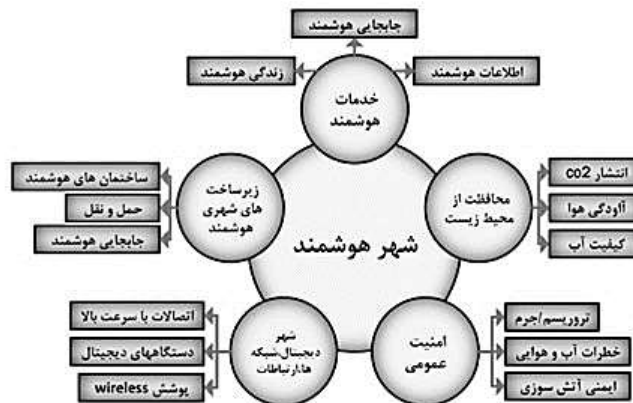 جابجایی هوشمند
زندگی هوشمند
اطلاعات هوشمند
خدمات
هوشمند
ساختمان های هوشمند
حمل و نقل
جابجایی هوشمند
زیرساخت
های شهری
هوشمند
شهر هوشمند
محافظت از
محیط زیست
انتشار co2
آاودگی هوا
کیفیت آب
اتصالات با سرعت بالا
دستگاههای دیجیتال
پوشش wireless
شهر
دیجیتال،شبکه
ها،ارتباطات
امنیت
عمومی
تروریسم/جرم
خطرات آب و هوایی
ایمنی آتش سوزی